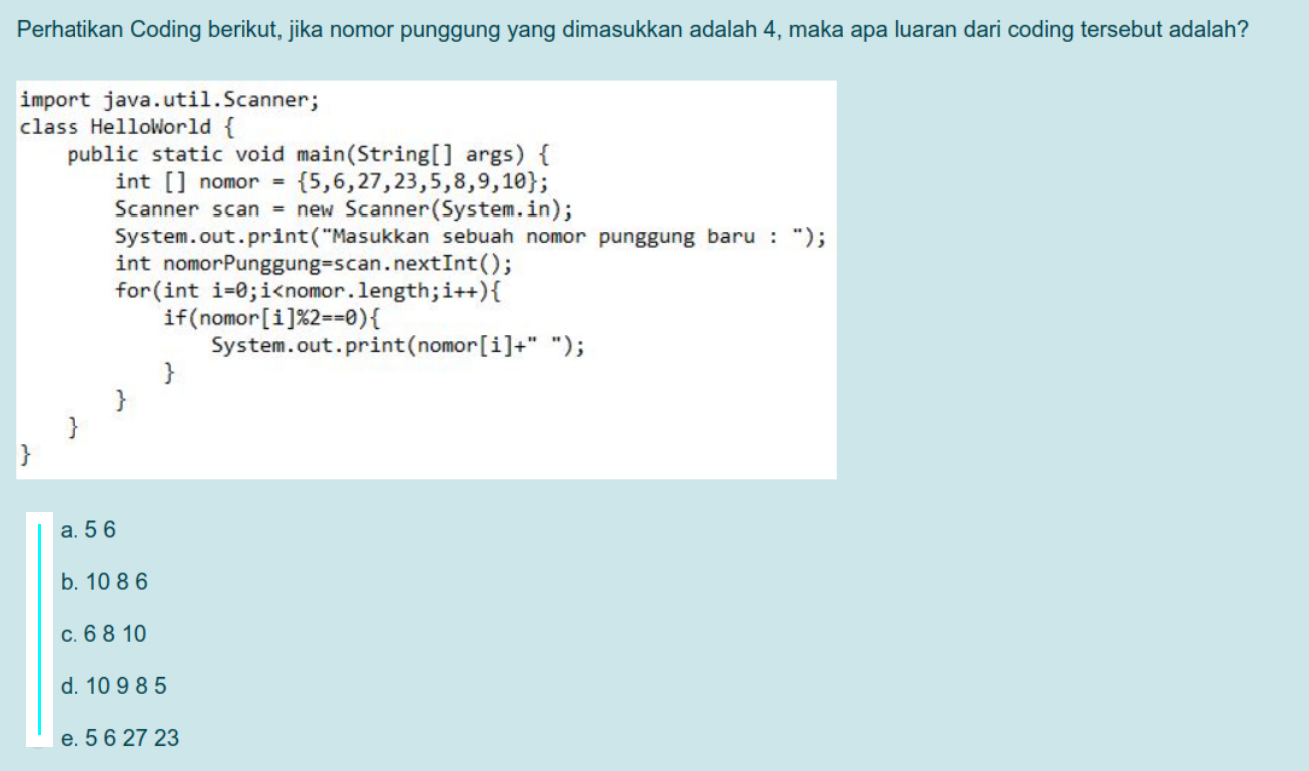 Perhatikan Coding berikut, jika nomor punggung yang dimasukkan adalah 4, maka apa luaran dari coding tersebut adalah?
import java.util.Scanner;
class HelloWorld {
    public static void main(String[] args) {
        int [] nomor = {5,6,27,23,5,8,9,10};
        Scanner scan = new Scanner(System.in);
        System.out.print("Masukkan sebuah nomor punggung baru : ");
        int nomorPunggung=scan.nextInt();
        for(int i=0;i<nomor.length;i++){
            if(nomor[i]%2==0){
                System.out.print(nomor[i]+" ");
            }
        }
    }
}
a. 5 6
b. 10 8 6
c. 6 8 10
d. 10 9 8 5
e. 5 6 27 23